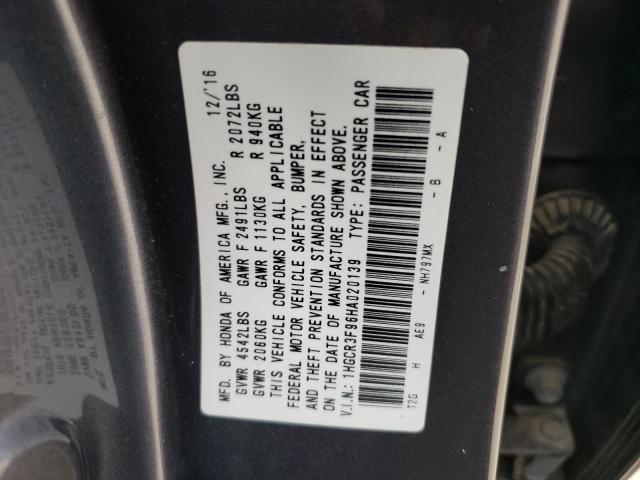 MFD. BY HONDA OF AMERICA MFG., INC. 12/'16
GVWR 4542LBS GAWR F 2491LBS R 2072LBS
GVWR 2060KG GAWR F 1130KG R 940KG
THIS VEHICLE CONFORMS TO ALL APPLICABLE
FEDERAL MOTOR VEHICLE SAFETY, BUMPER,
AND THEFT PREVENTION STANDARDS IN EFFECT
ON THE DATE OF MANUFACTURE SHOWN ABOVE.
V.I.N.: 1HGCR3F96HA020139 TYPE: PASSENGER CAR
T2G H AE9 - NH797MX - B - A